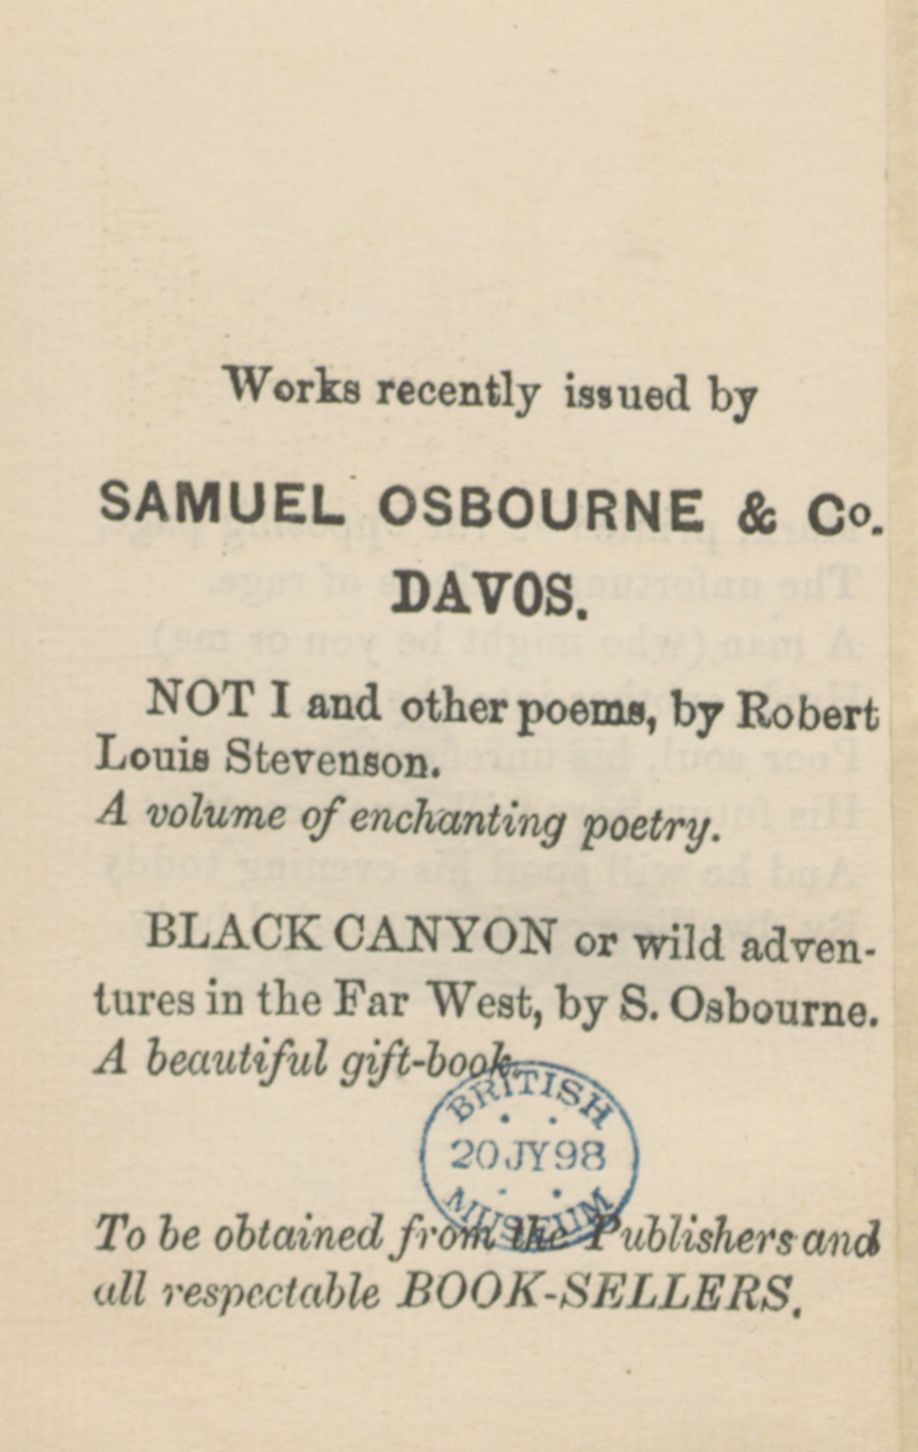 Works recently issued by
SAMUEL OSBOURNE & Co.
DAVOS.
NOT I and other poems, by Robert
Louis Stevenson.
A volume of enchanting poetry.
BLACK CANYON or wild adven-
tures in the Far West, by S. Osbourne.
A beautiful gift-book.
BRITISH
20 JY 98
MUSEUM
To be obtained from the Publishers and
all respectable BOOK-SELLERS.